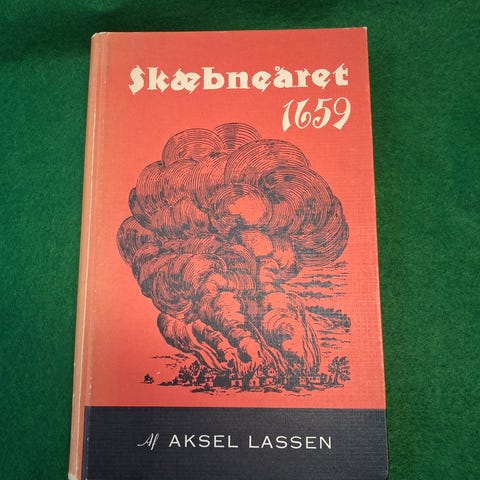 Skæbneåret
1659
Af AKSEL LASSEN